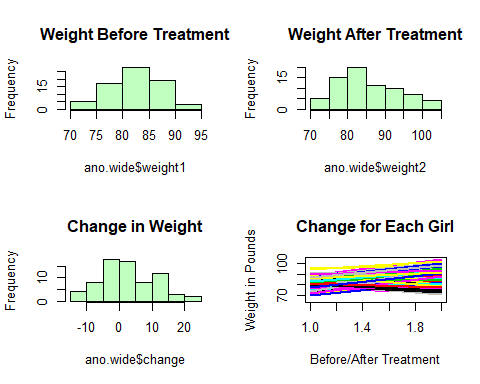 Weight Before Treatment
Frequency
0
15
70 75 80 85 90 95
ano.wide$weight1
Weight After Treatment
Frequency
0
15
70 80 90 100
ano.wide$weight2
Change in Weight
Frequency
0
10
-10 0 10 20
ano.wide$change
Change for Each Girl
Weight in Pounds
70
100
1.0 1.4 1.8
Before/After Treatment